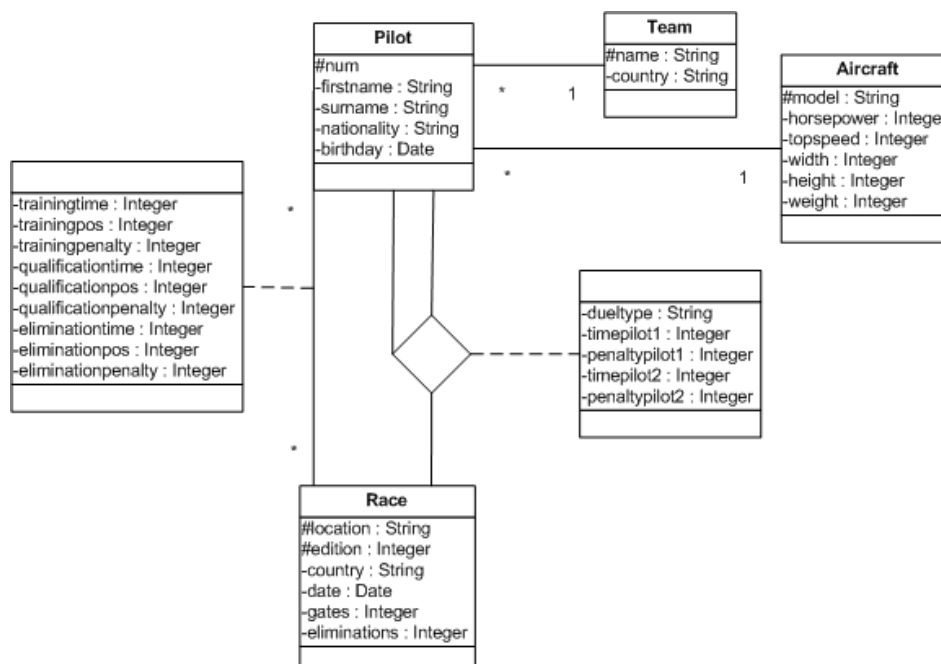 Pilot
#num
-firstname : String
-surname : String
-nationality : String
-birthday : Date
Team
#name : String
-country : String
*
1
Aircraft
#model : String
-horsepower : Intege
-topspeed : Integer
-width : Integer
-height : Integer
-weight : Integer
*
1
-trainingtime : Integer
-trainingpos : Integer
-trainingpenalty : Integer
-qualificationtime : Integer
-qualificationpos : Integer
-qualificationpenalty : Integer
-eliminationtime : Integer
-eliminationpos : Integer
-eliminationpenalty : Integer
*
*
-dueltype : String
-timepilot1 : Integer
-penaltypilot1 : Integer
-timepilot2 : Integer
-penaltypilot2 : Integer
Race
#location : String
#edition : Integer
-country : String
-date : Date
-gates : Integer
-eliminations : Integer